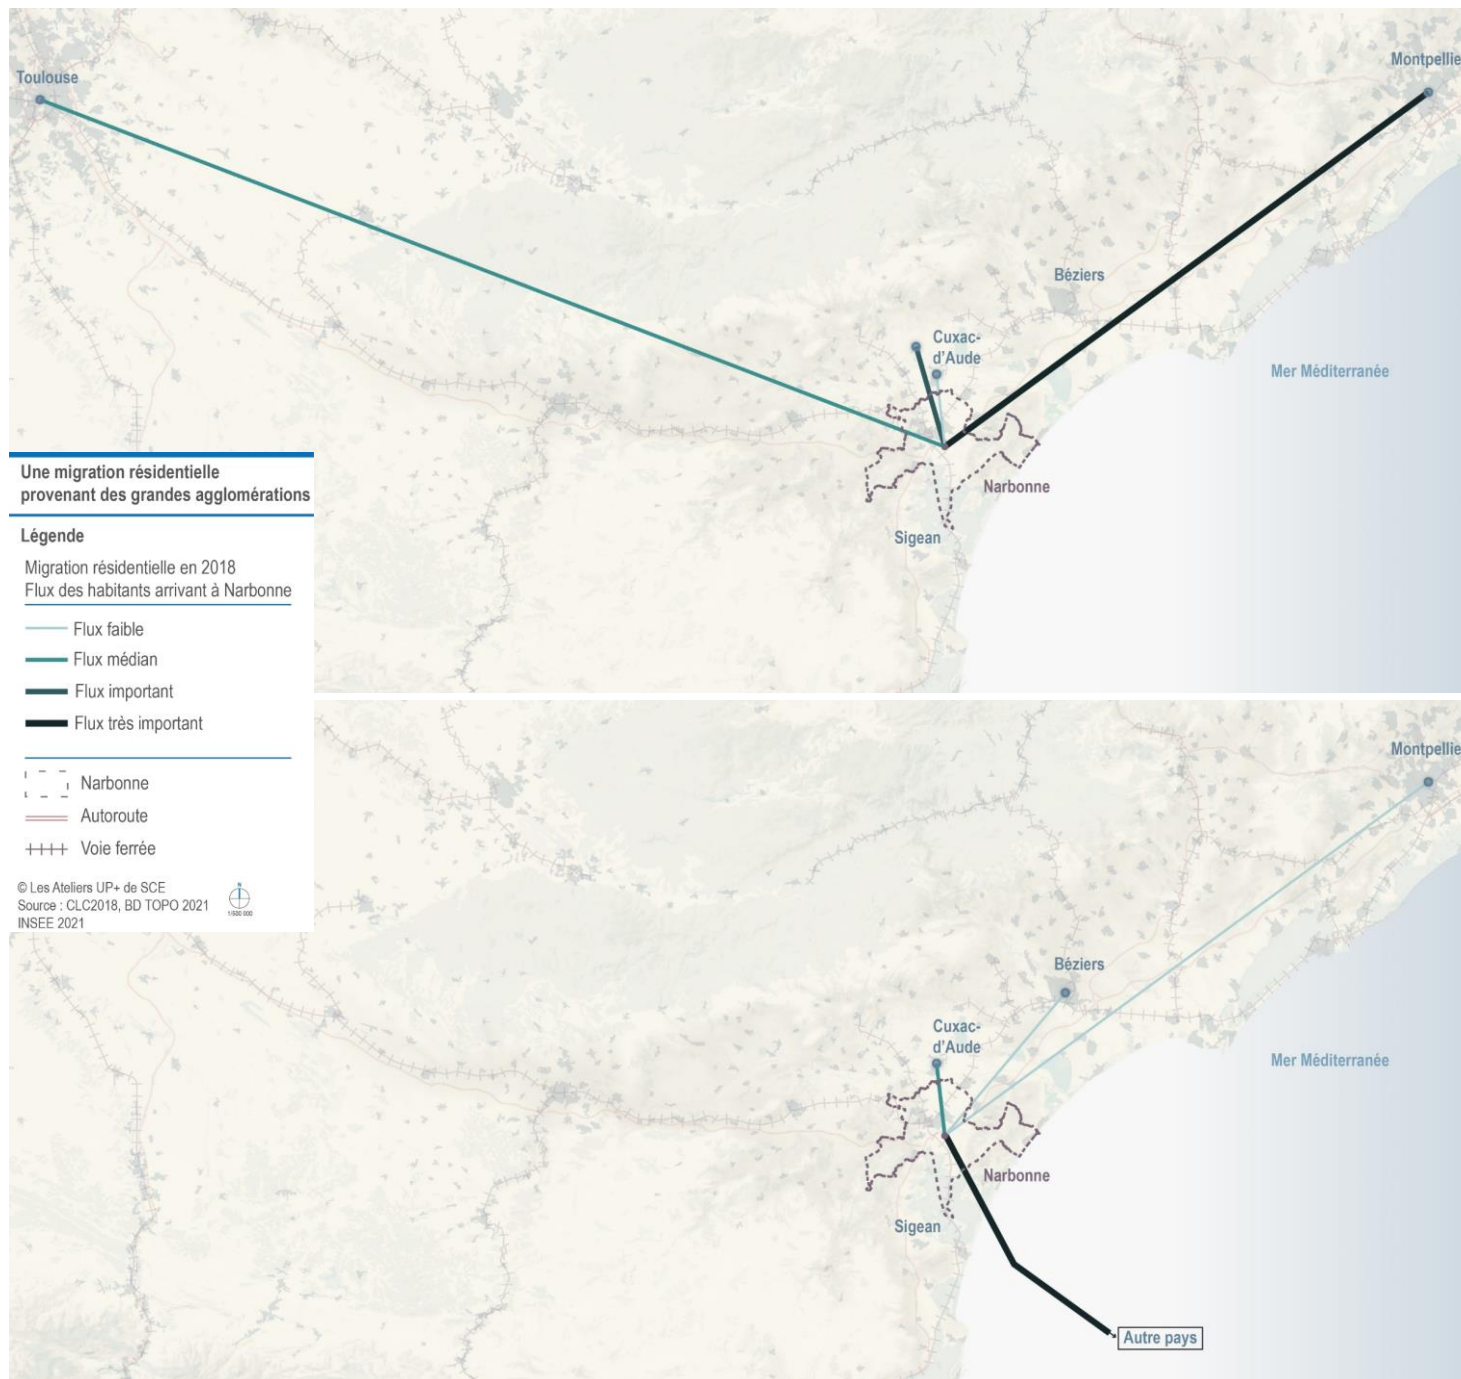 Toulouse
Montpellie
Béziers
Cuxac-
d'Aude
Mer Méditerranée
Narbonne
Sigean
Une migration résidentielle
provenant des grandes agglomérations
Légende
Migration résidentielle en 2018
Flux des habitants arrivant à Narbonne
Flux faible
Flux médian
Flux important
Flux très important
Narbonne
Autoroute
Voie ferrée
© Les Ateliers UP+ de SCE
Source : CLC2018, BD TOPO 2021
INSEE 2021
N
1/500 000
Montpellie
Béziers
Cuxac-
d'Aude
Mer Méditerranée
Narbonne
Sigean
Autre pays